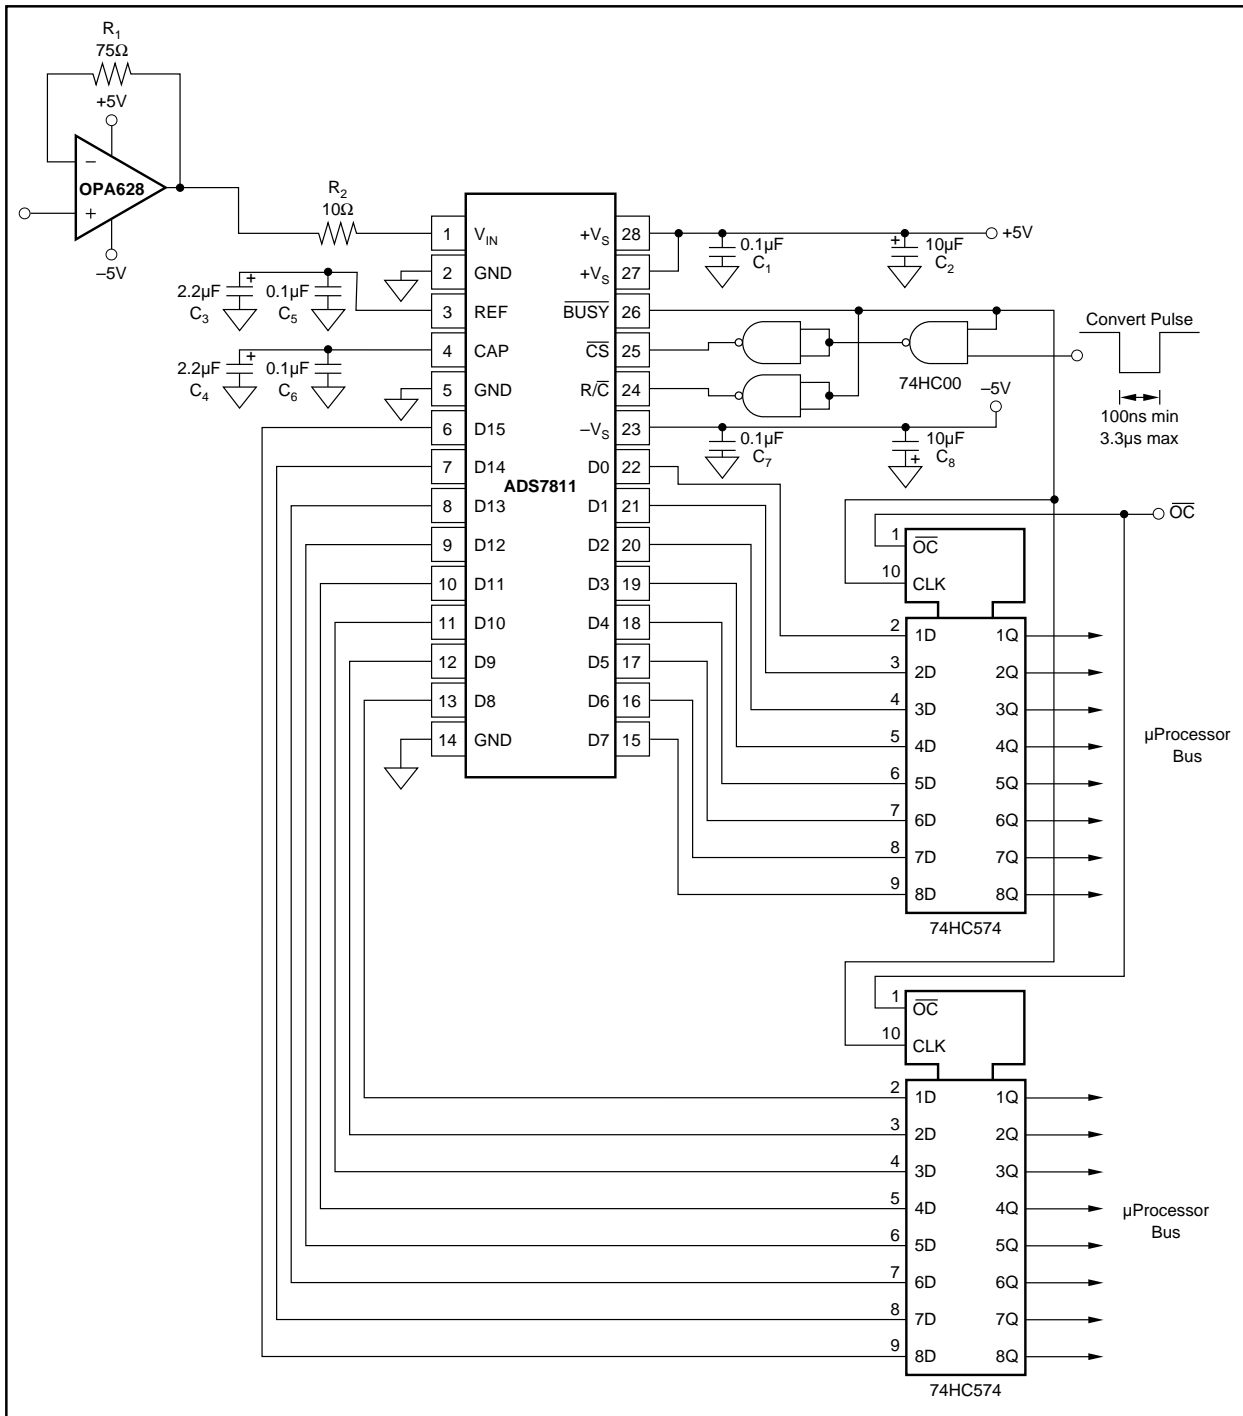 R1
75Ω
+5V
–
OPA628
+
–5V
R2
10Ω
1 VIN +VS 28
2 GND +VS 27
3 REF BUSY 26
4 CAP CS 25
5 GND R/C 24
6 D15 –VS 23
7 D14 D0 22
ADS7811
8 D13 D1 21
9 D12 D2 20
10 D11 D3 19
11 D10 D4 18
12 D9 D5 17
13 D8 D6 16
14 GND D7 15
2.2µF + 0.1µF
C3 C5
2.2µF + 0.1µF
C4 C6
0.1µF
C1
+ 10µF
C2
+5V
74HC00
Convert Pulse
100ns min
3.3µs max
–5V
0.1µF
C7
10µF
+ C8
OC
1 OC
10 CLK
2 1D 1Q
3 2D 2Q
4 3D 3Q
5 4D 4Q
6 5D 5Q
7 6D 6Q
8 7D 7Q
9 8D 8Q
74HC574
µProcessor
Bus
1 OC
10 CLK
2 1D 1Q
3 2D 2Q
4 3D 3Q
5 4D 4Q
6 5D 5Q
7 6D 6Q
8 7D 7Q
9 8D 8Q
74HC574
µProcessor
Bus